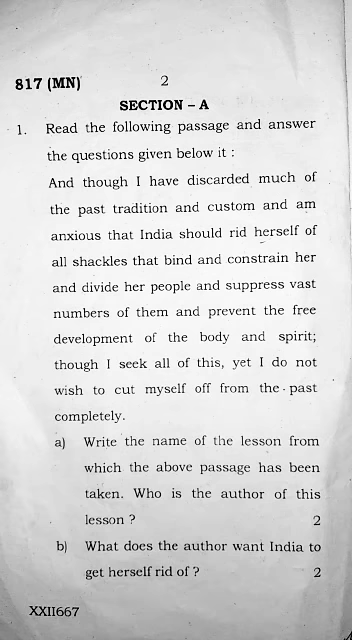 817 (MN)
2
SECTION – A
1. Read the following passage and answer
the questions given below it :
And though I have discarded much of
the past tradition and custom and am
anxious that India should rid herself of
all shackles that bind and constrain her
and divide her people and suppress vast
numbers of them and prevent the free
development of the body and spirit;
though I seek all of this, yet I do not
wish to cut myself off from the past
completely.
a) Write the name of the lesson from
which the above passage has been
taken. Who is the author of this
lesson ? 2
b) What does the author want India to
get herself rid of ? 2
XXII667